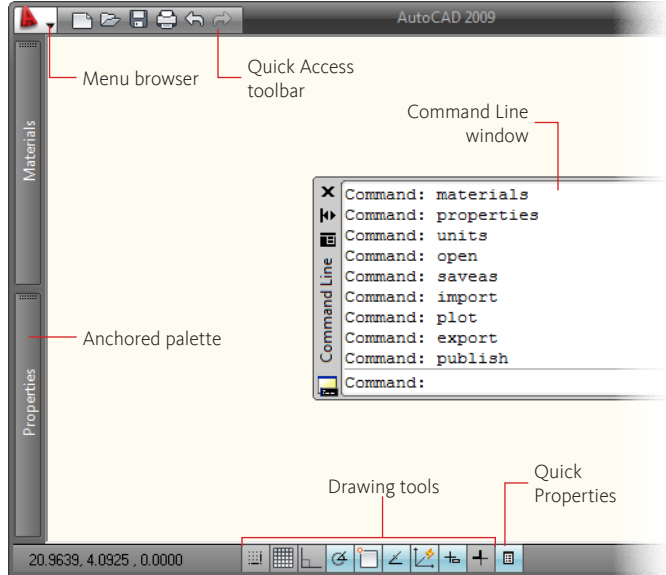 AutoCAD 2009
Menu browser
Quick Access
toolbar
Command Line
window
Materials
Command: materials
Command: properties
Command: units
Command: open
Command: saveas
Command: import
Command: plot
Command: export
Command: publish
Command:
Command Line
Anchored palette
Properties
Drawing tools
Quick
Properties
20.9639, 4.0925 , 0.0000